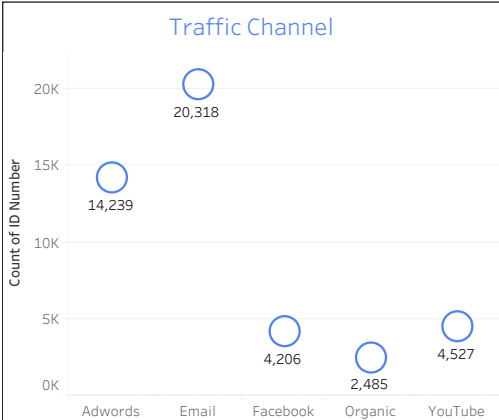 Traffic Channel
Count of ID Number
20K
15K
10K
5K
0K
20,318
14,239
4,206
2,485
4,527
Adwords
Email
Facebook
Organic
YouTube